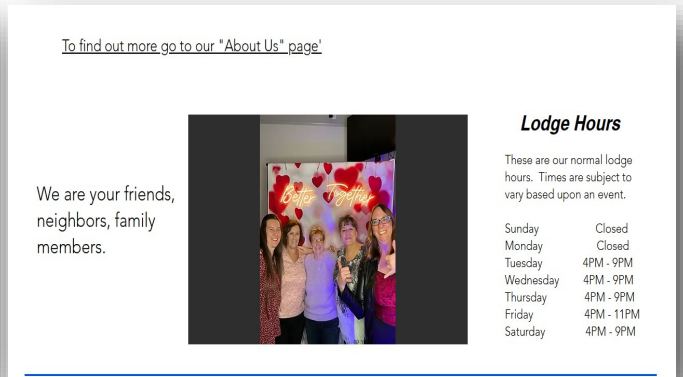 To find out more go to our "About Us" page'
We are your friends,
neighbors, family
members.
Better Together
Lodge Hours
These are our normal lodge
hours. Times are subject to
vary based upon an event.
Sunday Closed
Monday Closed
Tuesday 4PM - 9PM
Wednesday 4PM - 9PM
Thursday 4PM - 9PM
Friday 4PM - 11PM
Saturday 4PM - 9PM